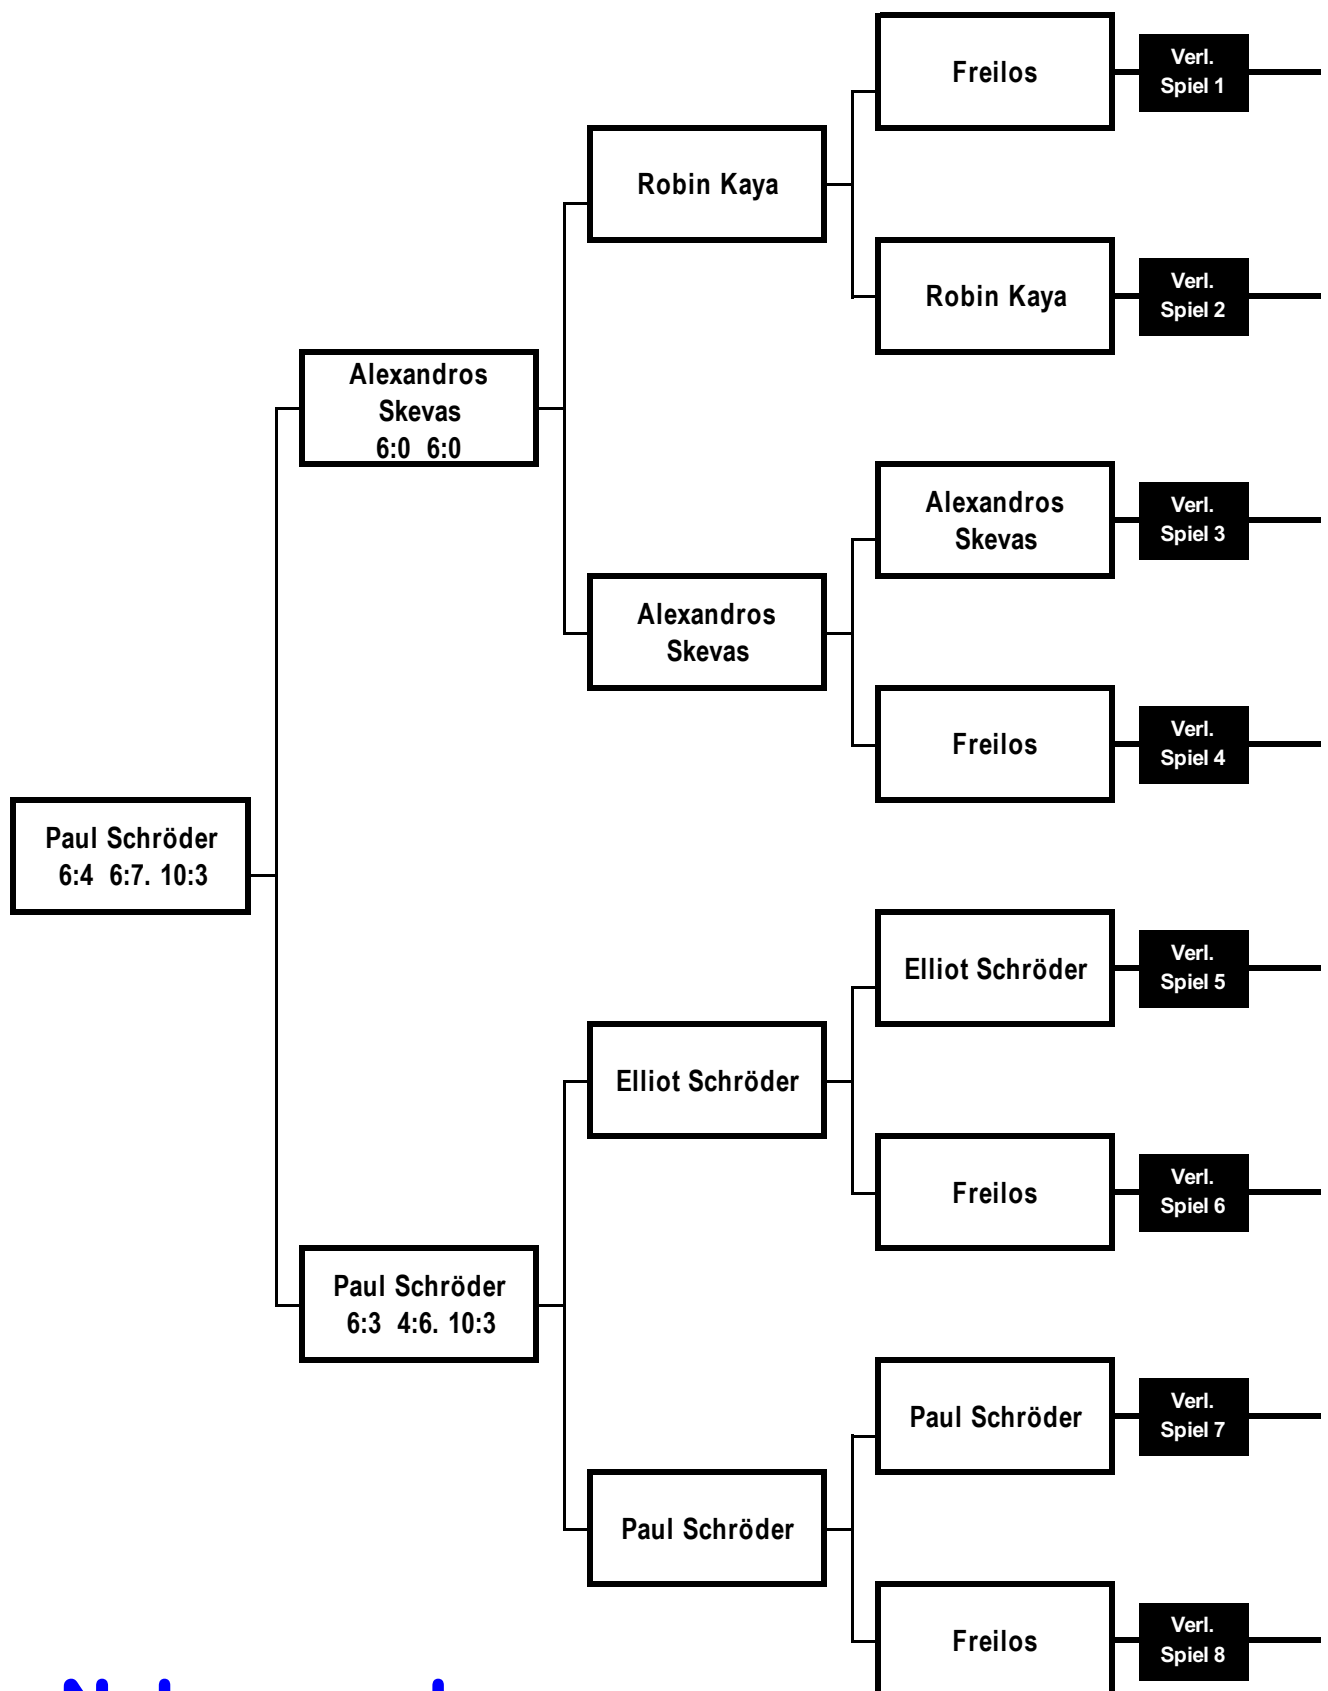 Freilos
Verl.
Spiel 1
Robin Kaya
Robin Kaya
Verl.
Spiel 2
Alexandros
Skevas
6:0 6:0
Alexandros
Skevas
Verl.
Spiel 3
Alexandros
Skevas
Freilos
Verl.
Spiel 4
Paul Schröder
6:4 6:7. 10:3
Elliot Schröder
Verl.
Spiel 5
Elliot Schröder
Freilos
Verl.
Spiel 6
Paul Schröder
6:3 4:6. 10:3
Paul Schröder
Verl.
Spiel 7
Paul Schröder
Freilos
Verl.
Spiel 8